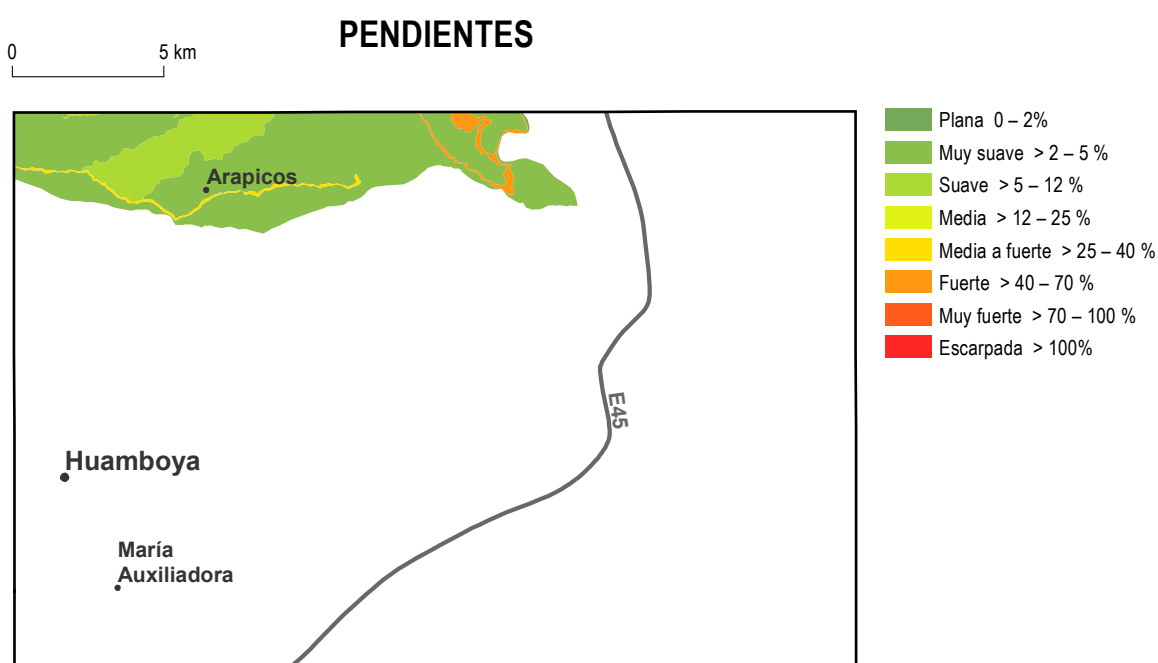 PENDIENTES
0 5 km
Plana 0 – 2%
Muy suave > 2 – 5 %
Suave > 5 – 12 %
Media > 12 – 25 %
Media a fuerte > 25 – 40 %
Fuerte > 40 – 70 %
Muy fuerte > 70 – 100 %
Escarpada > 100%
Arapicos
E45
Huamboya
María
Auxiliadora